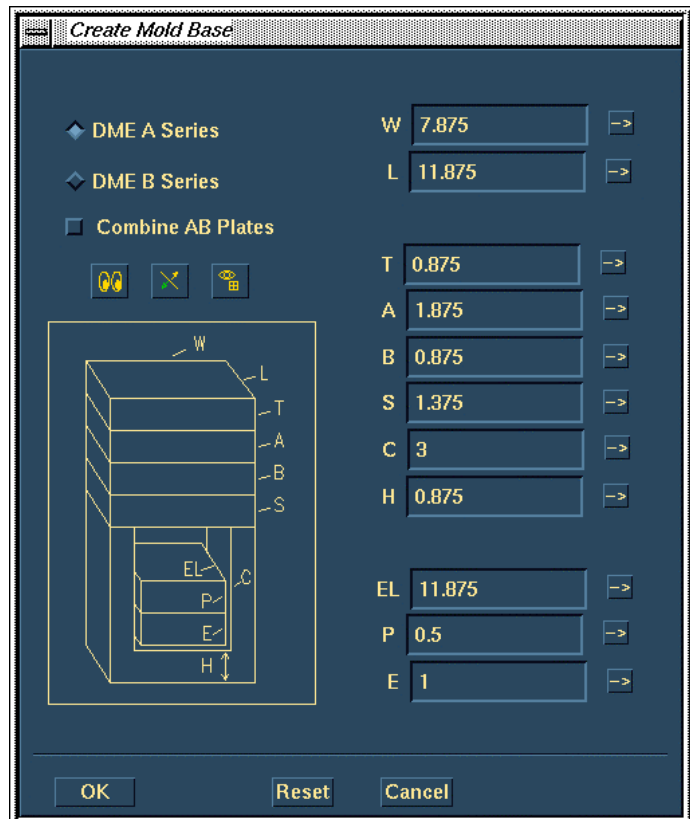 Create Mold Base
DME A Series
DME B Series
Combine AB Plates
W 7.875 ->
L 11.875 ->
T 0.875 ->
A 1.875 ->
B 0.875 ->
S 1.375 ->
C 3 ->
H 0.875 ->
EL 11.875 ->
P 0.5 ->
E 1 ->
W
L
T
A
B
S
EL
C
P
E
H
OK Reset Cancel